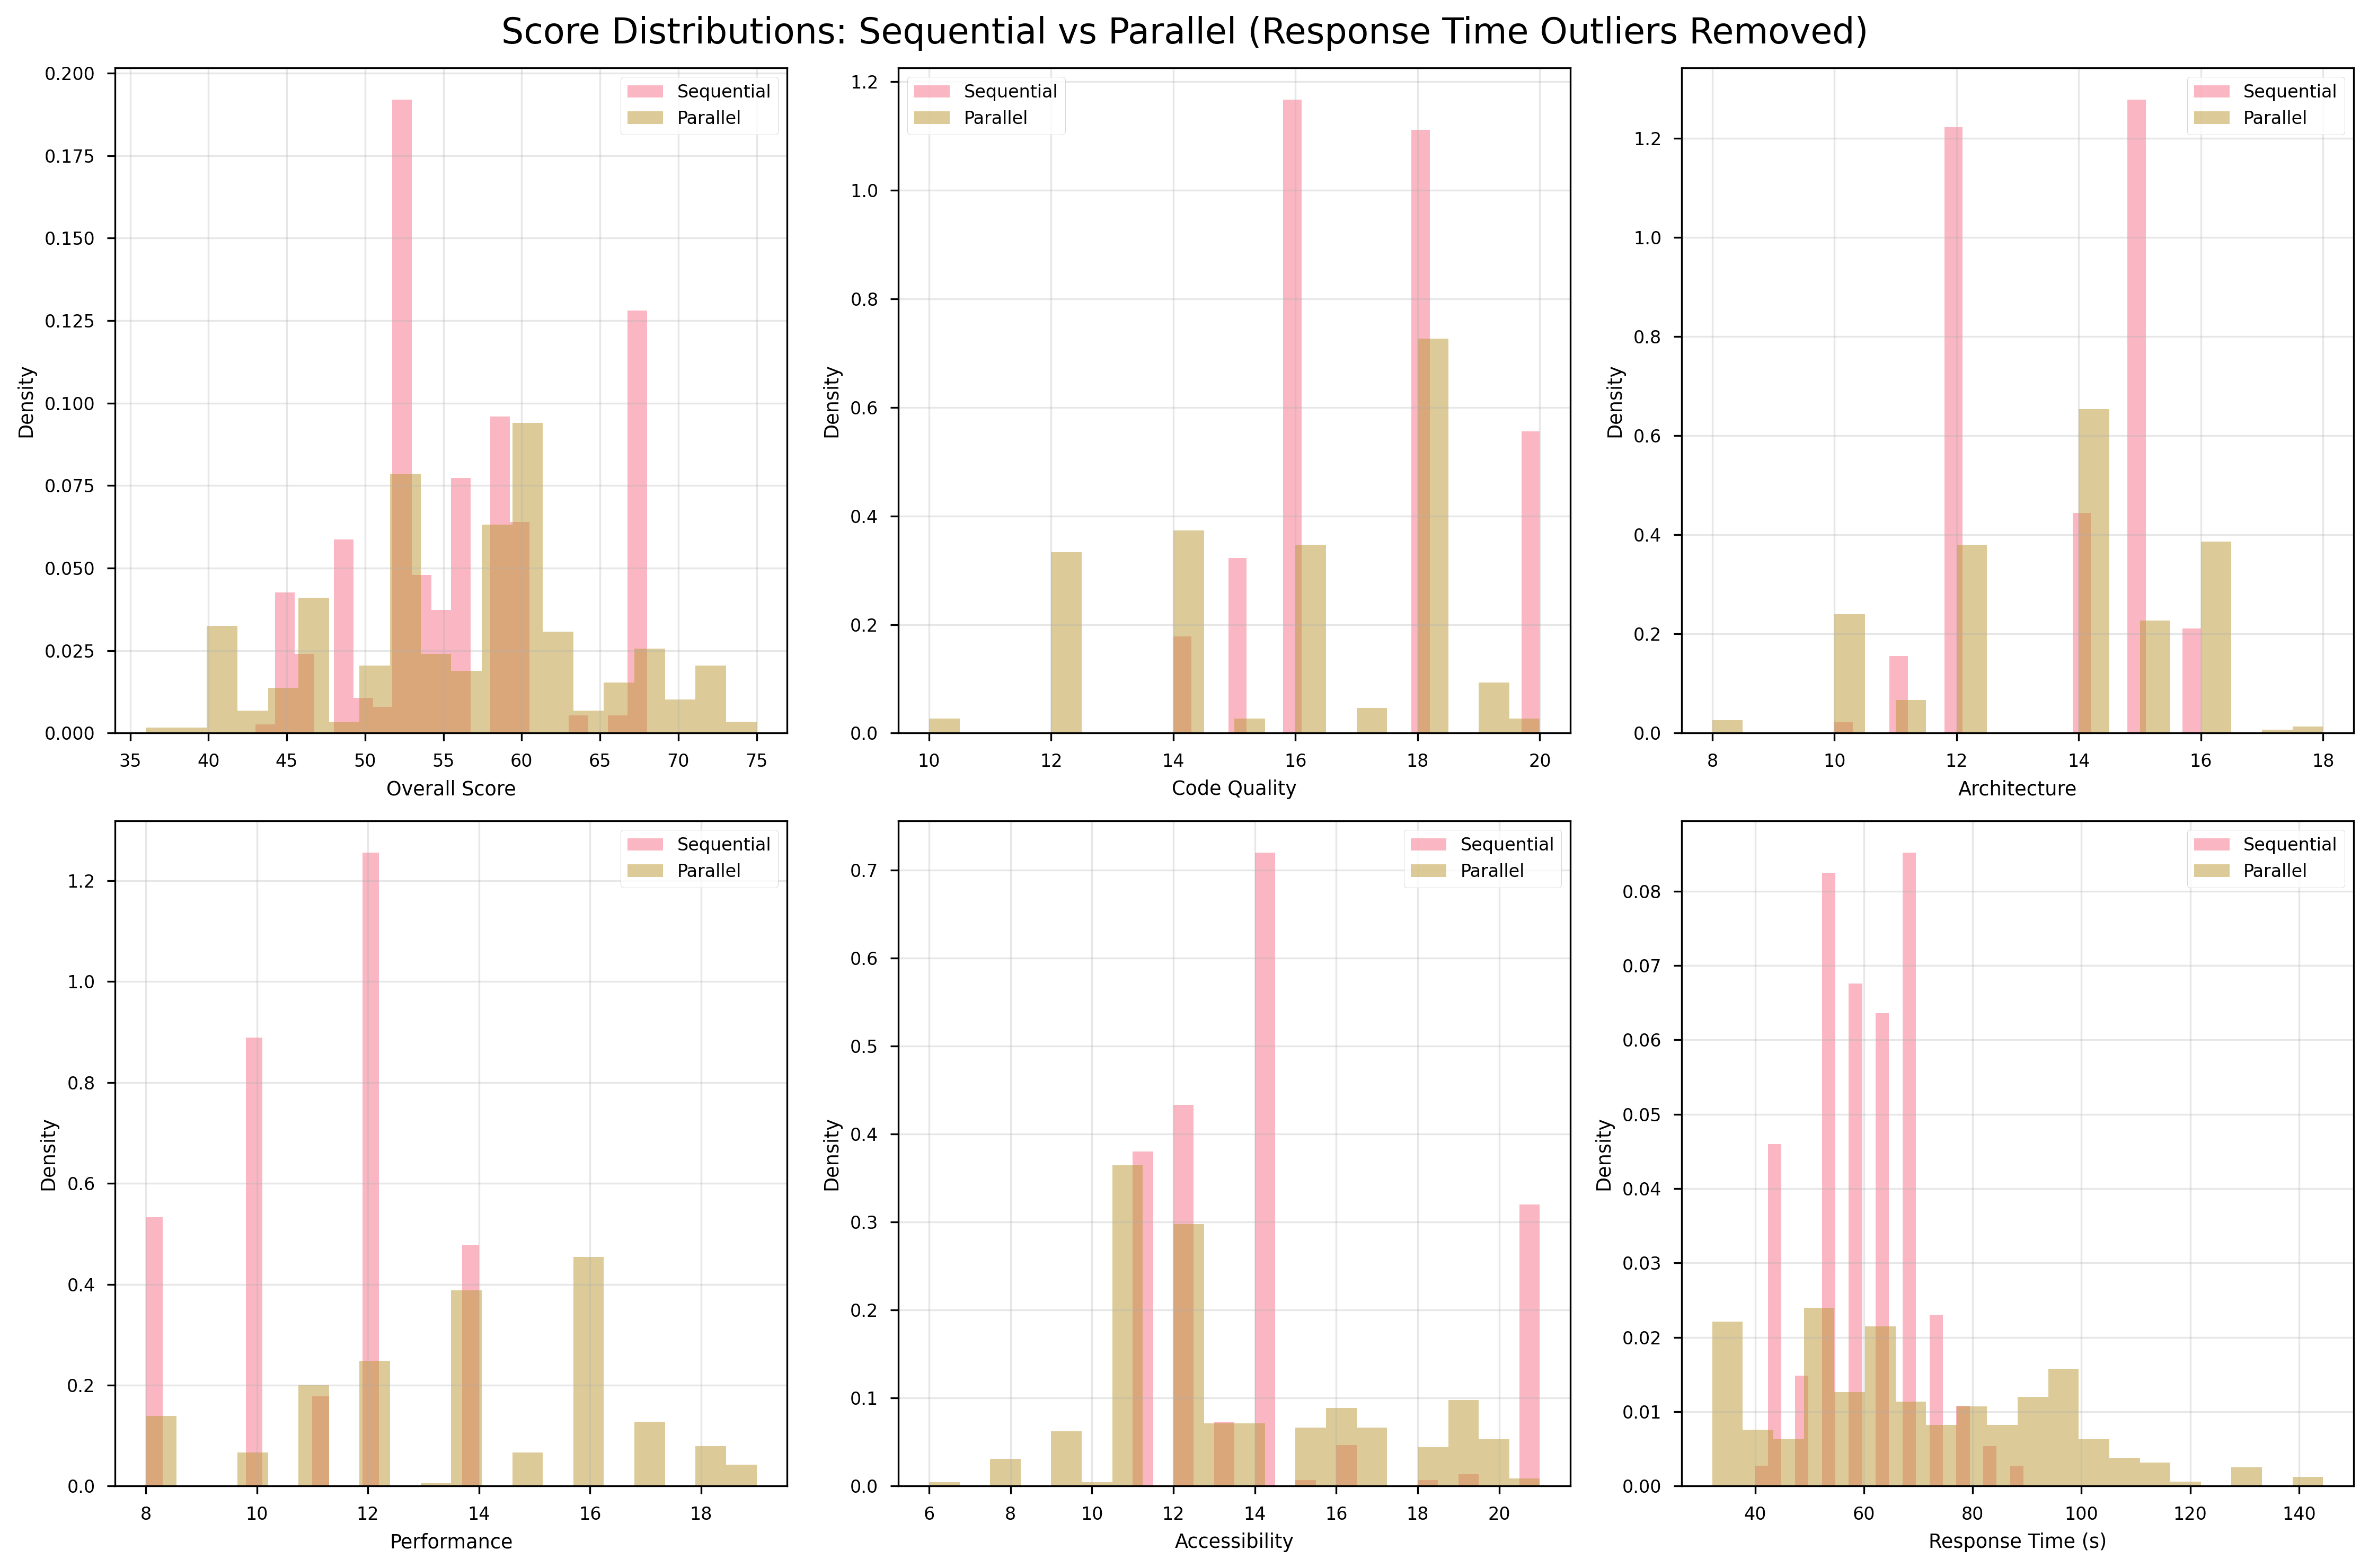 Score Distributions: Sequential vs Parallel (Response Time Outliers Removed)
Sequential
Parallel
0.200
0.175
0.150
0.125
0.100
0.075
0.050
0.025
0.000
Density
35 40 45 50 55 60 65 70 75
Overall Score
Sequential
Parallel
1.2
1.0
0.8
0.6
0.4
0.2
0.0
Density
10 12 14 16 18 20
Code Quality
Sequential
Parallel
1.2
1.0
0.8
0.6
0.4
0.2
0.0
Density
8 10 12 14 16 18
Architecture
Sequential
Parallel
1.2
1.0
0.8
0.6
0.4
0.2
0.0
Density
8 10 12 14 16 18
Performance
Sequential
Parallel
0.7
0.6
0.5
0.4
0.3
0.2
0.1
0.0
Density
6 8 10 12 14 16 18 20
Accessibility
Sequential
Parallel
0.08
0.07
0.06
0.05
0.04
0.03
0.02
0.01
0.00
Density
40 60 80 100 120 140
Response Time (s)